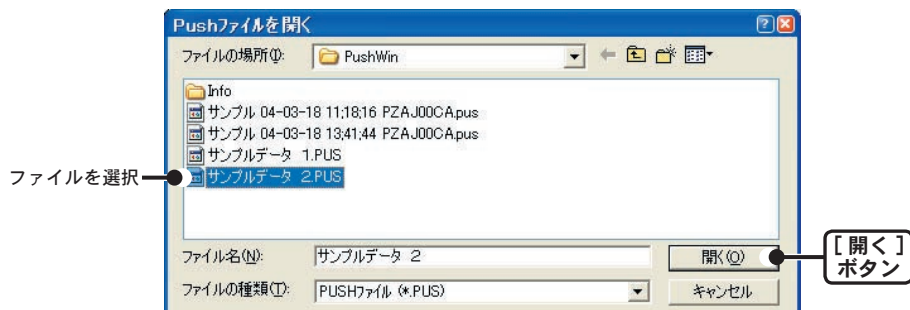 Pushファイルを開く
ファイルの場所(I): PushWin
Info
サンプル 04-03-18 11;18;16 PZAJ00CA.pus
サンプル 04-03-18 13;41;44 PZAJ00CA.pus
サンプルデータ 1.PUS
サンプルデータ 2.PUS
ファイルを選択
ファイル名(N): サンプルデータ 2 開く(O)
[開く]
ボタン
ファイルの種類(T): PUSHファイル (*.PUS) キャンセル